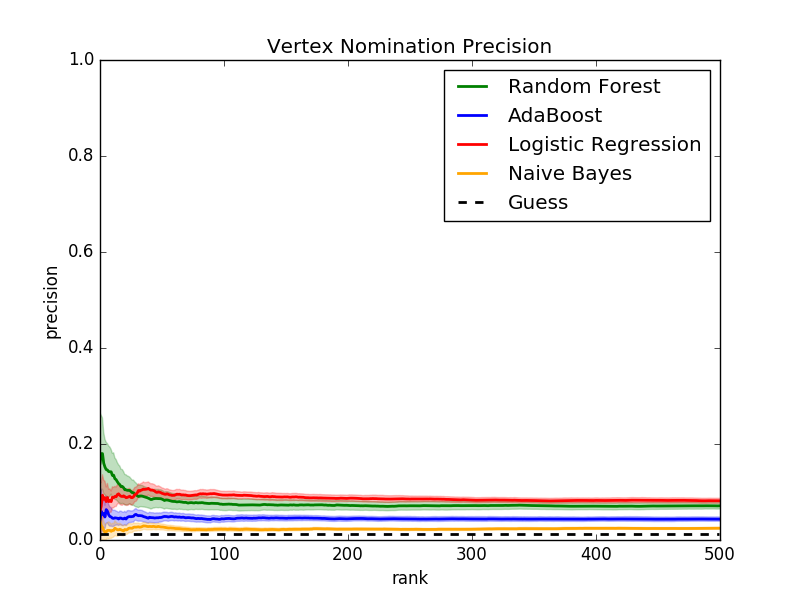 Vertex Nomination Precision
1.0
0.8
0.6
0.4
0.2
0.0
precision
Random Forest
AdaBoost
Logistic Regression
Naive Bayes
Guess
0 100 200 300 400 500
rank